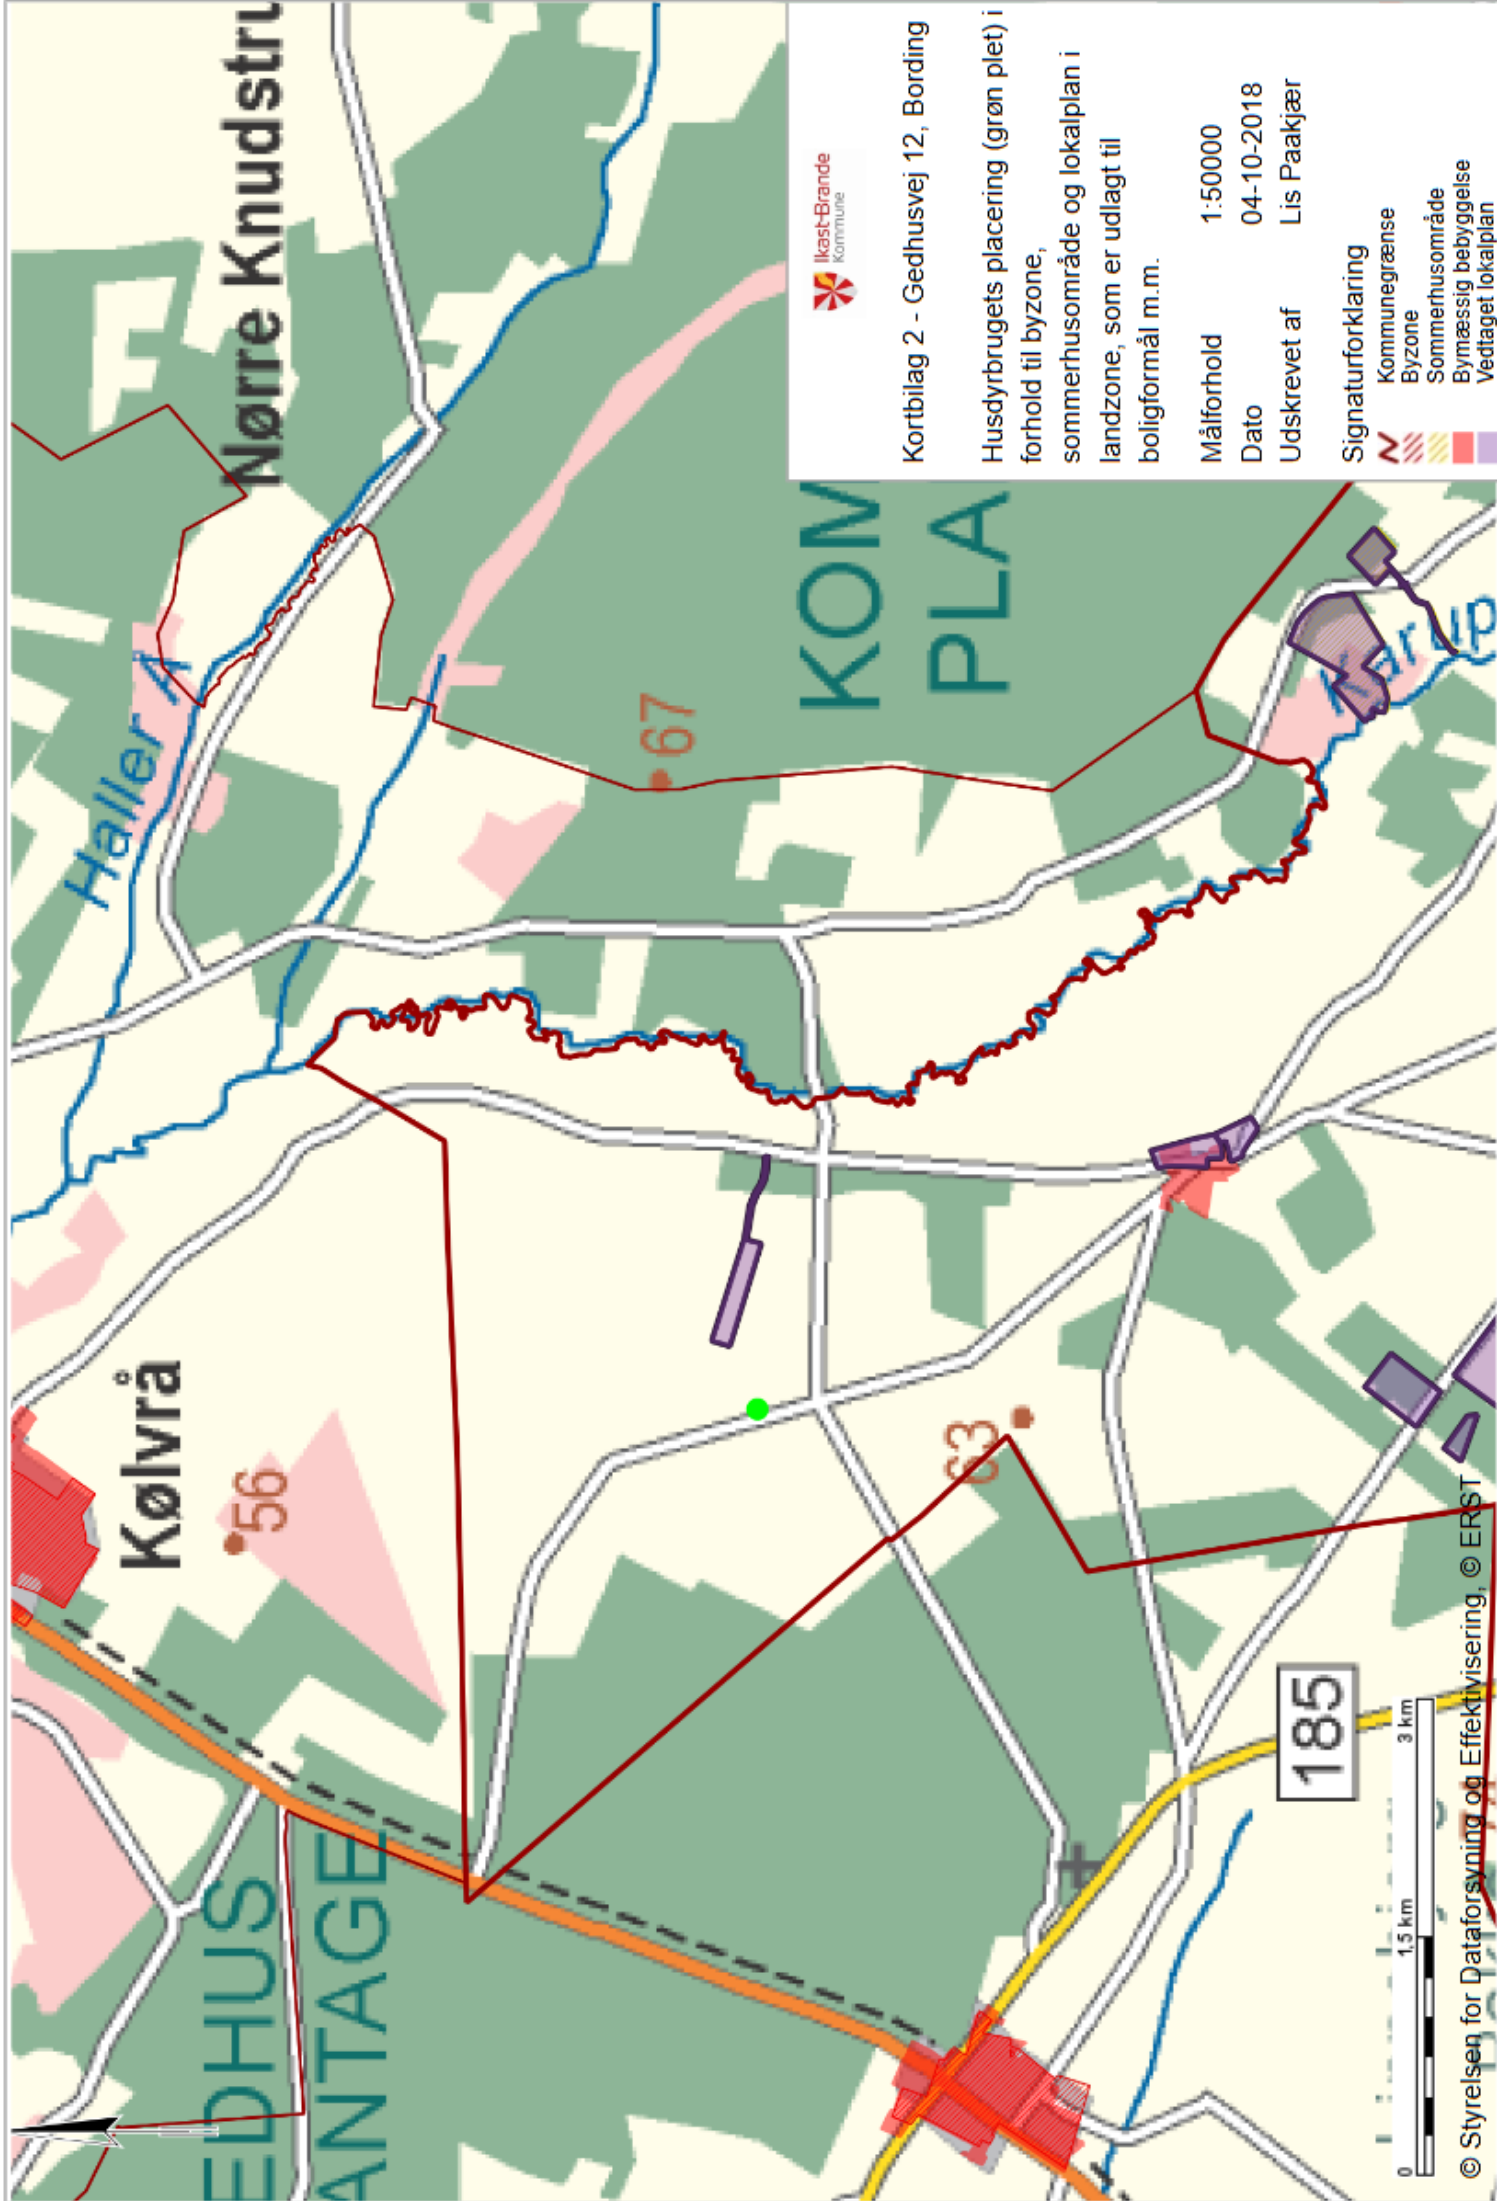 Nørre Knudstru
Haller Å
Kølvrå
56
67
63
KOM
PLA
Karup
EDHUS
ANTAGE
185
0
1,5 km
3 km
© Styrelsen for Dataforsyning og Effektivisering, © ERST
Ikast-Brande
Kommune
Kortbilag 2 - Gedhusvej 12, Bording
Husdyrbrugets placering (grøn plet) i
forhold til byzone,
sommerhusområde og lokalplan i
landzone, som er udlagt til
boligformål m.m.
Målforhold 1:50000
Dato 04-10-2018
Udskrevet af Lis Paakjær
Signaturforklaring
Kommunegrænse
Byzone
Sommerhusområde
Bymæssig bebyggelse
Vedtaget lokalplan